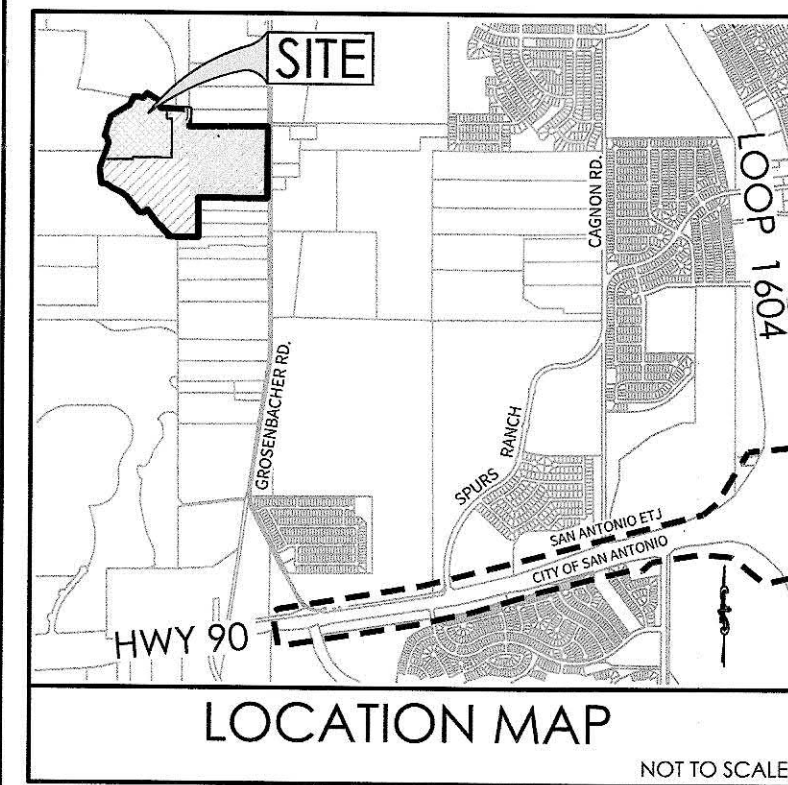 SITE
CAGNON RD.
LOOP 1604
GROSENBACHER RD.
SPURS RANCH
SAN ANTONIO ETJ
CITY OF SAN ANTONIO
HWY 90
LOCATION MAP
NOT TO SCALE